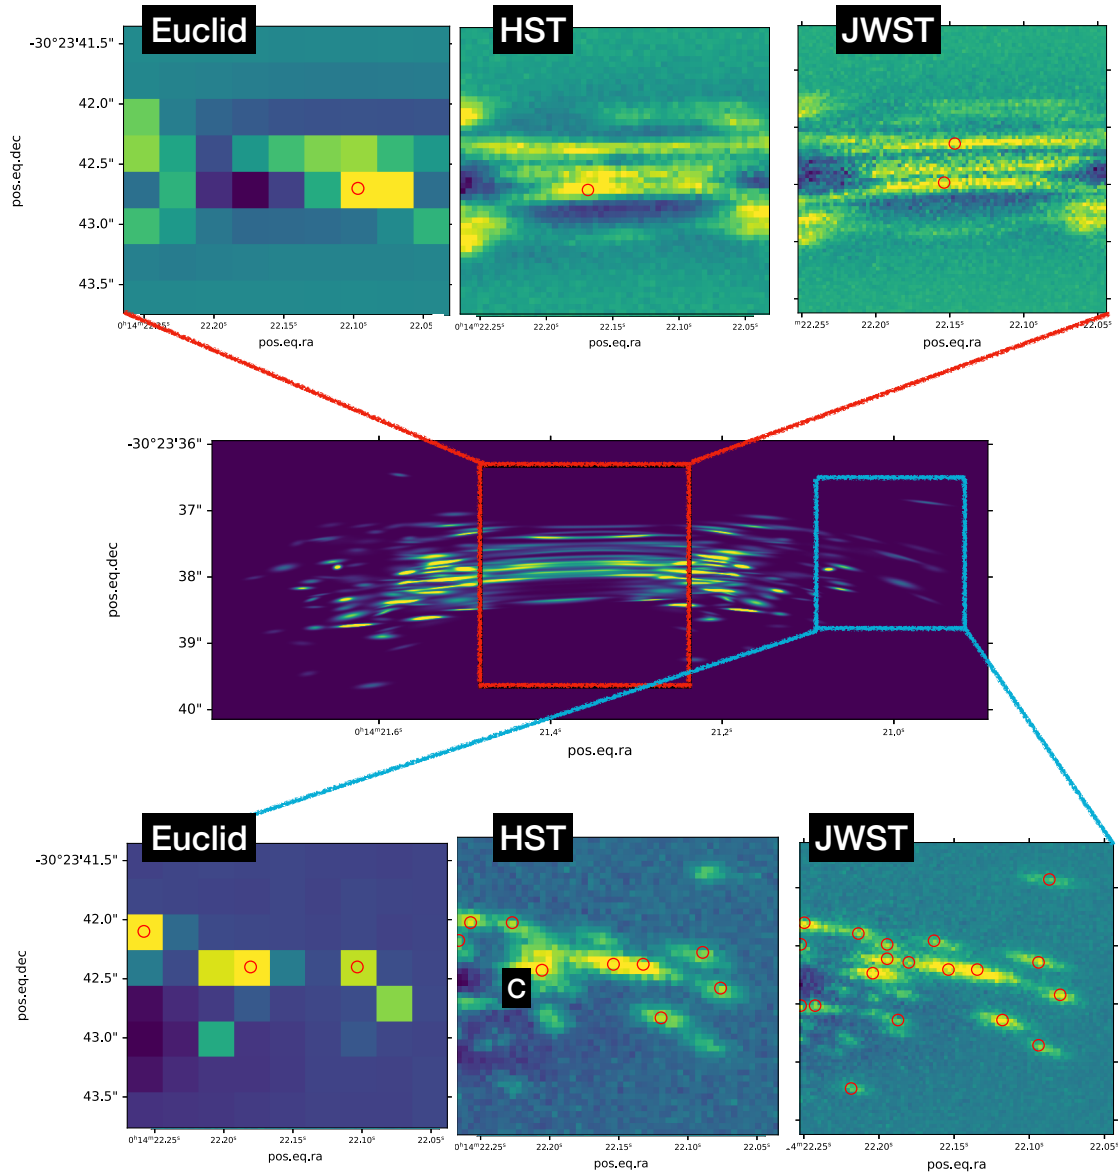 Euclid
HST
JWST
-30°23'41.5"
42.0"
42.5"
43.0"
43.5"
pos.eq.dec
0ʰ14ᵐ22.25ˢ 22.20ˢ 22.15ˢ 22.10ˢ 22.05ˢ
pos.eq.ra
0ʰ14ᵐ22.25ˢ 22.20ˢ 22.15ˢ 22.10ˢ 22.05ˢ
pos.eq.ra
ᵐ22.25ˢ 22.20ˢ 22.15ˢ 22.10ˢ 22.05ˢ
pos.eq.ra
-30°23'36"
37"
38"
39"
40"
pos.eq.dec
0ʰ14ᵐ21.6ˢ 21.4ˢ 21.2ˢ 21.0ˢ
pos.eq.ra
Euclid
HST
JWST
C
-30°23'41.5"
42.0"
42.5"
43.0"
43.5"
pos.eq.dec
0ʰ14ᵐ22.25ˢ 22.20ˢ 22.15ˢ 22.10ˢ 22.05ˢ
pos.eq.ra
0ʰ14ᵐ22.25ˢ 22.20ˢ 22.15ˢ 22.10ˢ 22.05ˢ
pos.eq.ra
4ᵐ22.25ˢ 22.20ˢ 22.15ˢ 22.10ˢ 22.05ˢ
pos.eq.ra